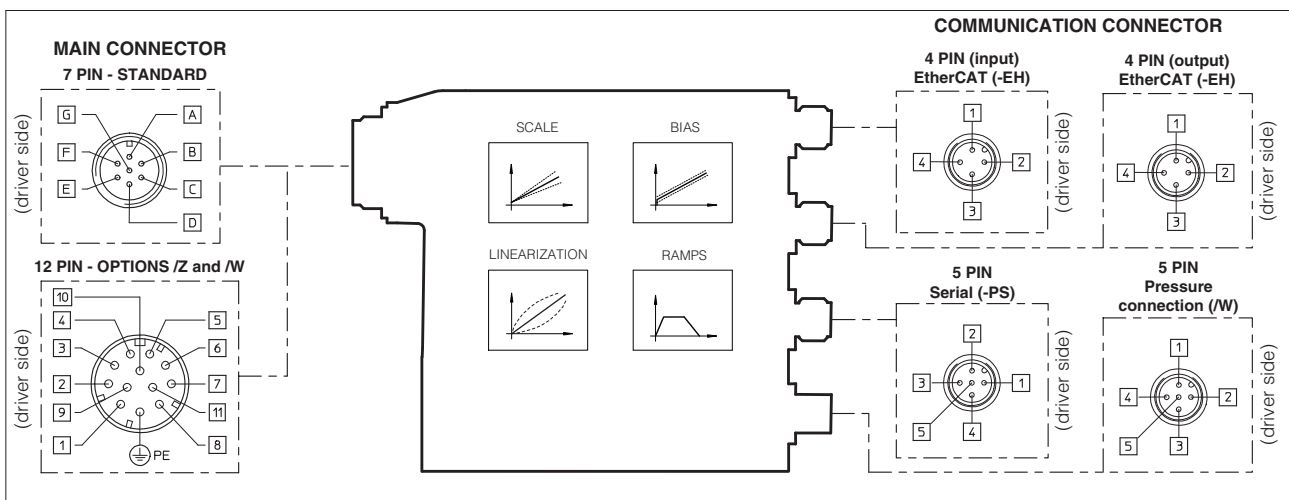 MAIN CONNECTOR
7 PIN - STANDARD
(driver side)
G
A
F
B
E
C
D
12 PIN - OPTIONS /Z and /W
(driver side)
10
4
5
3
6
2
7
9
11
1
8
PE
SCALE
BIAS
LINEARIZATION
RAMPS
COMMUNICATION CONNECTOR
4 PIN (input)
EtherCAT (-EH)
1
4
2
3
(driver side)
4 PIN (output)
EtherCAT (-EH)
1
4
2
3
(driver side)
5 PIN
Serial (-PS)
2
3
1
5
4
(driver side)
5 PIN
Pressure
connection (/W)
1
4
2
5
3
(driver side)